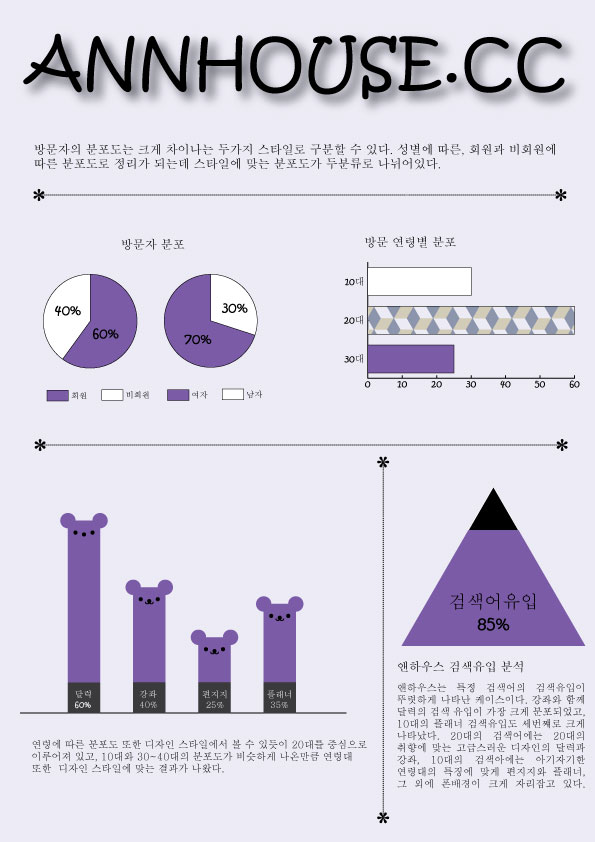 ANNHOUSE.CC
방문자의 분포도는 크게 차이나는 두가지 스타일로 구분할 수 있다. 성별에 따른, 회원과 비회원에
따른 분포도로 정리가 되는데 스타일에 맞는 분포도가 두분류로 나뉘어있다.
방문자 분포
40%
60%
30%
70%
회원
비회원
여자
남자
방문 연령별 분포
10대
20대
30대
0 10 20 30 40 50 60
달력
60%
강좌
40%
편지지
25%
플래너
35%
연령에 따른 분포도 또한 디자인 스타일에서 볼 수 있듯이 20대를 중심으로
이루어져 있고, 10대와 30-40대의 분포도가 비슷하게 나온만큼 연령대
또한 디자인 스타일에 맞는 결과가 나왔다.
검색어유입
85%
앤하우스 검색유입 분석
앤하우스는 특정 검색어의 검색유입이
뚜렷하게 나타난 케이스이다. 강좌와 함께
달력의 검색 유입이 가장 크게 분포되었고,
10대의 플래너 검색유입도 세번째로 크게
나타났다. 20대의 검색어에는 20대의
취향에 맞는 고급스러운 디자인의 달력과
강좌, 10대의 검색아에는 아기자기한
연령대의 특징에 맞게 편지지와 플래너,
그 외에 폰배경이 크게 자리잡고 있다.